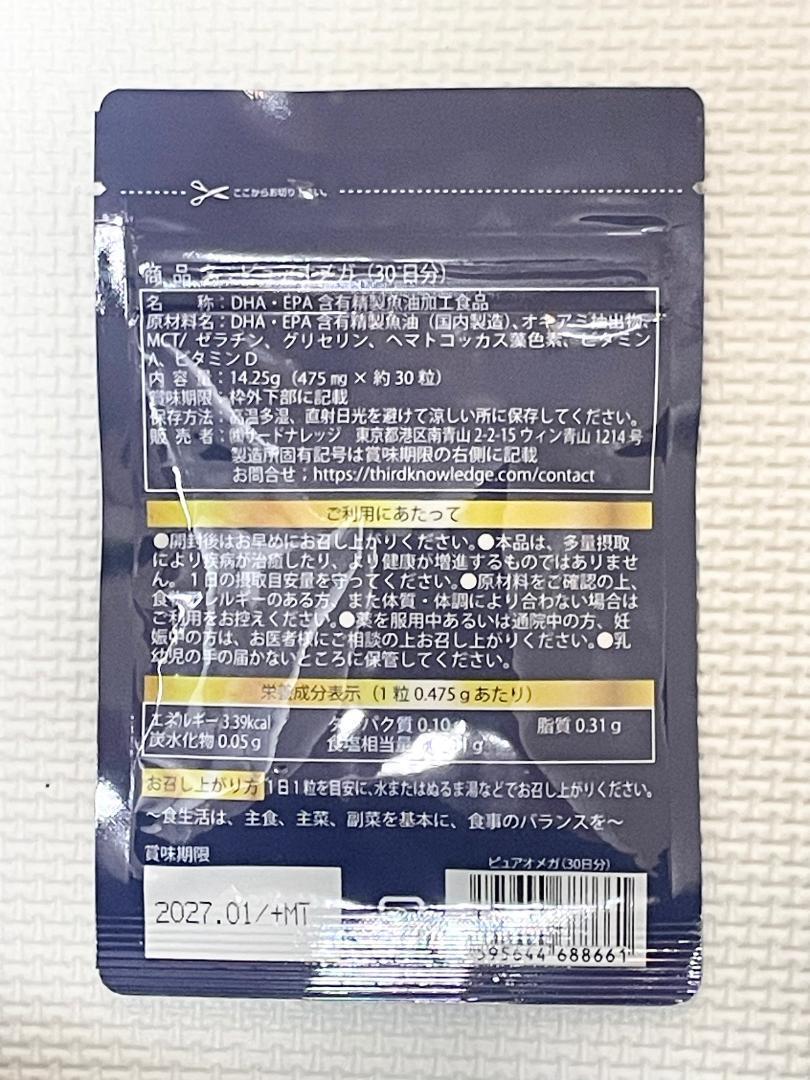 ここからお切り下さい。
商品名：ピュアオメガ（30日分）
名　　称：DHA・EPA含有精製魚油加工食品
原材料名：DHA・EPA含有精製魚油（国内製造）、オキアミ抽出物、
MCT/ ゼラチン、グリセリン、ヘマトコッカス藻色素、ビタミン
A、ビタミンD
内 容 量：14.25g（475㎎×約30粒）
賞味期限：枠外下部に記載
保存方法：高温多湿、直射日光を避けて涼しい所に保存してください。
販 売 者：㈱サードナレッジ　東京都港区南青山2-2-15 ウィン青山 1214号
製造所固有記号は賞味期限の右側に記載
お問合せ；https://thirdknowledge.com/contact
ご利用にあたって
●開封後はお早めにお召し上がりください。●本品は、多量摂取
により疾病が治癒したり、より健康が増進するものではありませ
ん。1日の摂取目安量を守ってください。●原材料をご確認の上、
食物アレルギーのある方、また体質・体調により合わない場合は
ご利用をお控えください。●薬を服用中あるいは通院中の方、妊
娠中の方は、お医者様にご相談の上お召し上がりください。●乳
幼児の手の届かないところに保管してください。
栄養成分表示（1粒0.475gあたり）
エネルギー 3.39kcal　タンパク質 0.10　脂質 0.31g
炭水化物 0.05g　食塩相当量
お召し上がり方 1日1粒を目安に、水またはぬるま湯などでお召し上がりください。
〜食生活は、主食、主菜、副菜を基本に、食事のバランスを〜
賞味期限
ピュアオメガ（30日分）
2027.01/+MT
595644 688661